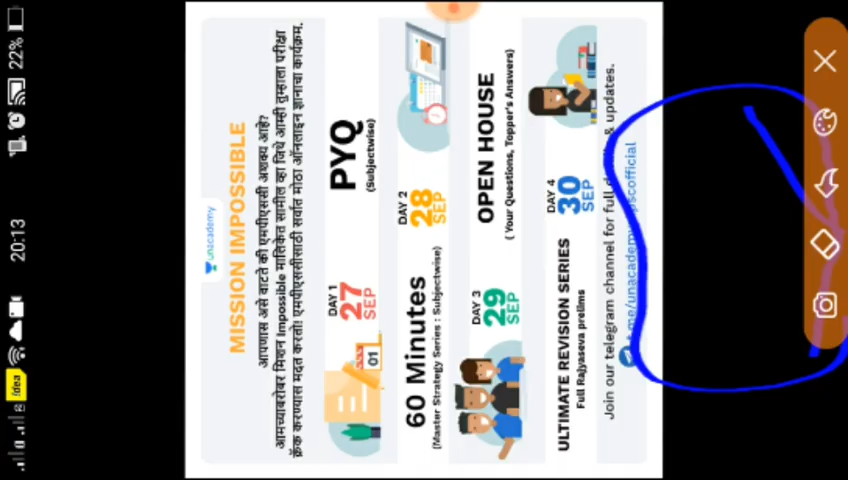 22%
20:13
!dea
unacademy
MISSION IMPOSSIBLE
आपणास असे वाटते की एमपीएससी अशक्य आहे?
आमच्याबरोबर मिशन Impossible मालिकेत सामील व्हा जिथे आम्ही तुम्हाला परीक्षा
क्रॅक करण्यास मदत करतो! एमपीएससीसाठी सर्वात मोठा ऑनलाइन ज्ञानाचा कार्यक्रम.
01
DAY 1
27
SEP
PYQ
(Subjectwise)
60 Minutes
(Master Strategy Series : Subjectwise)
DAY 2
28
SEP
DAY 3
29
SEP
OPEN HOUSE
( Your Questions, Topper's Answers)
ULTIMATE REVISION SERIES
Full Rajyaseva prelims
DAY 4
30
SEP
Join our telegram channel for full & updates.